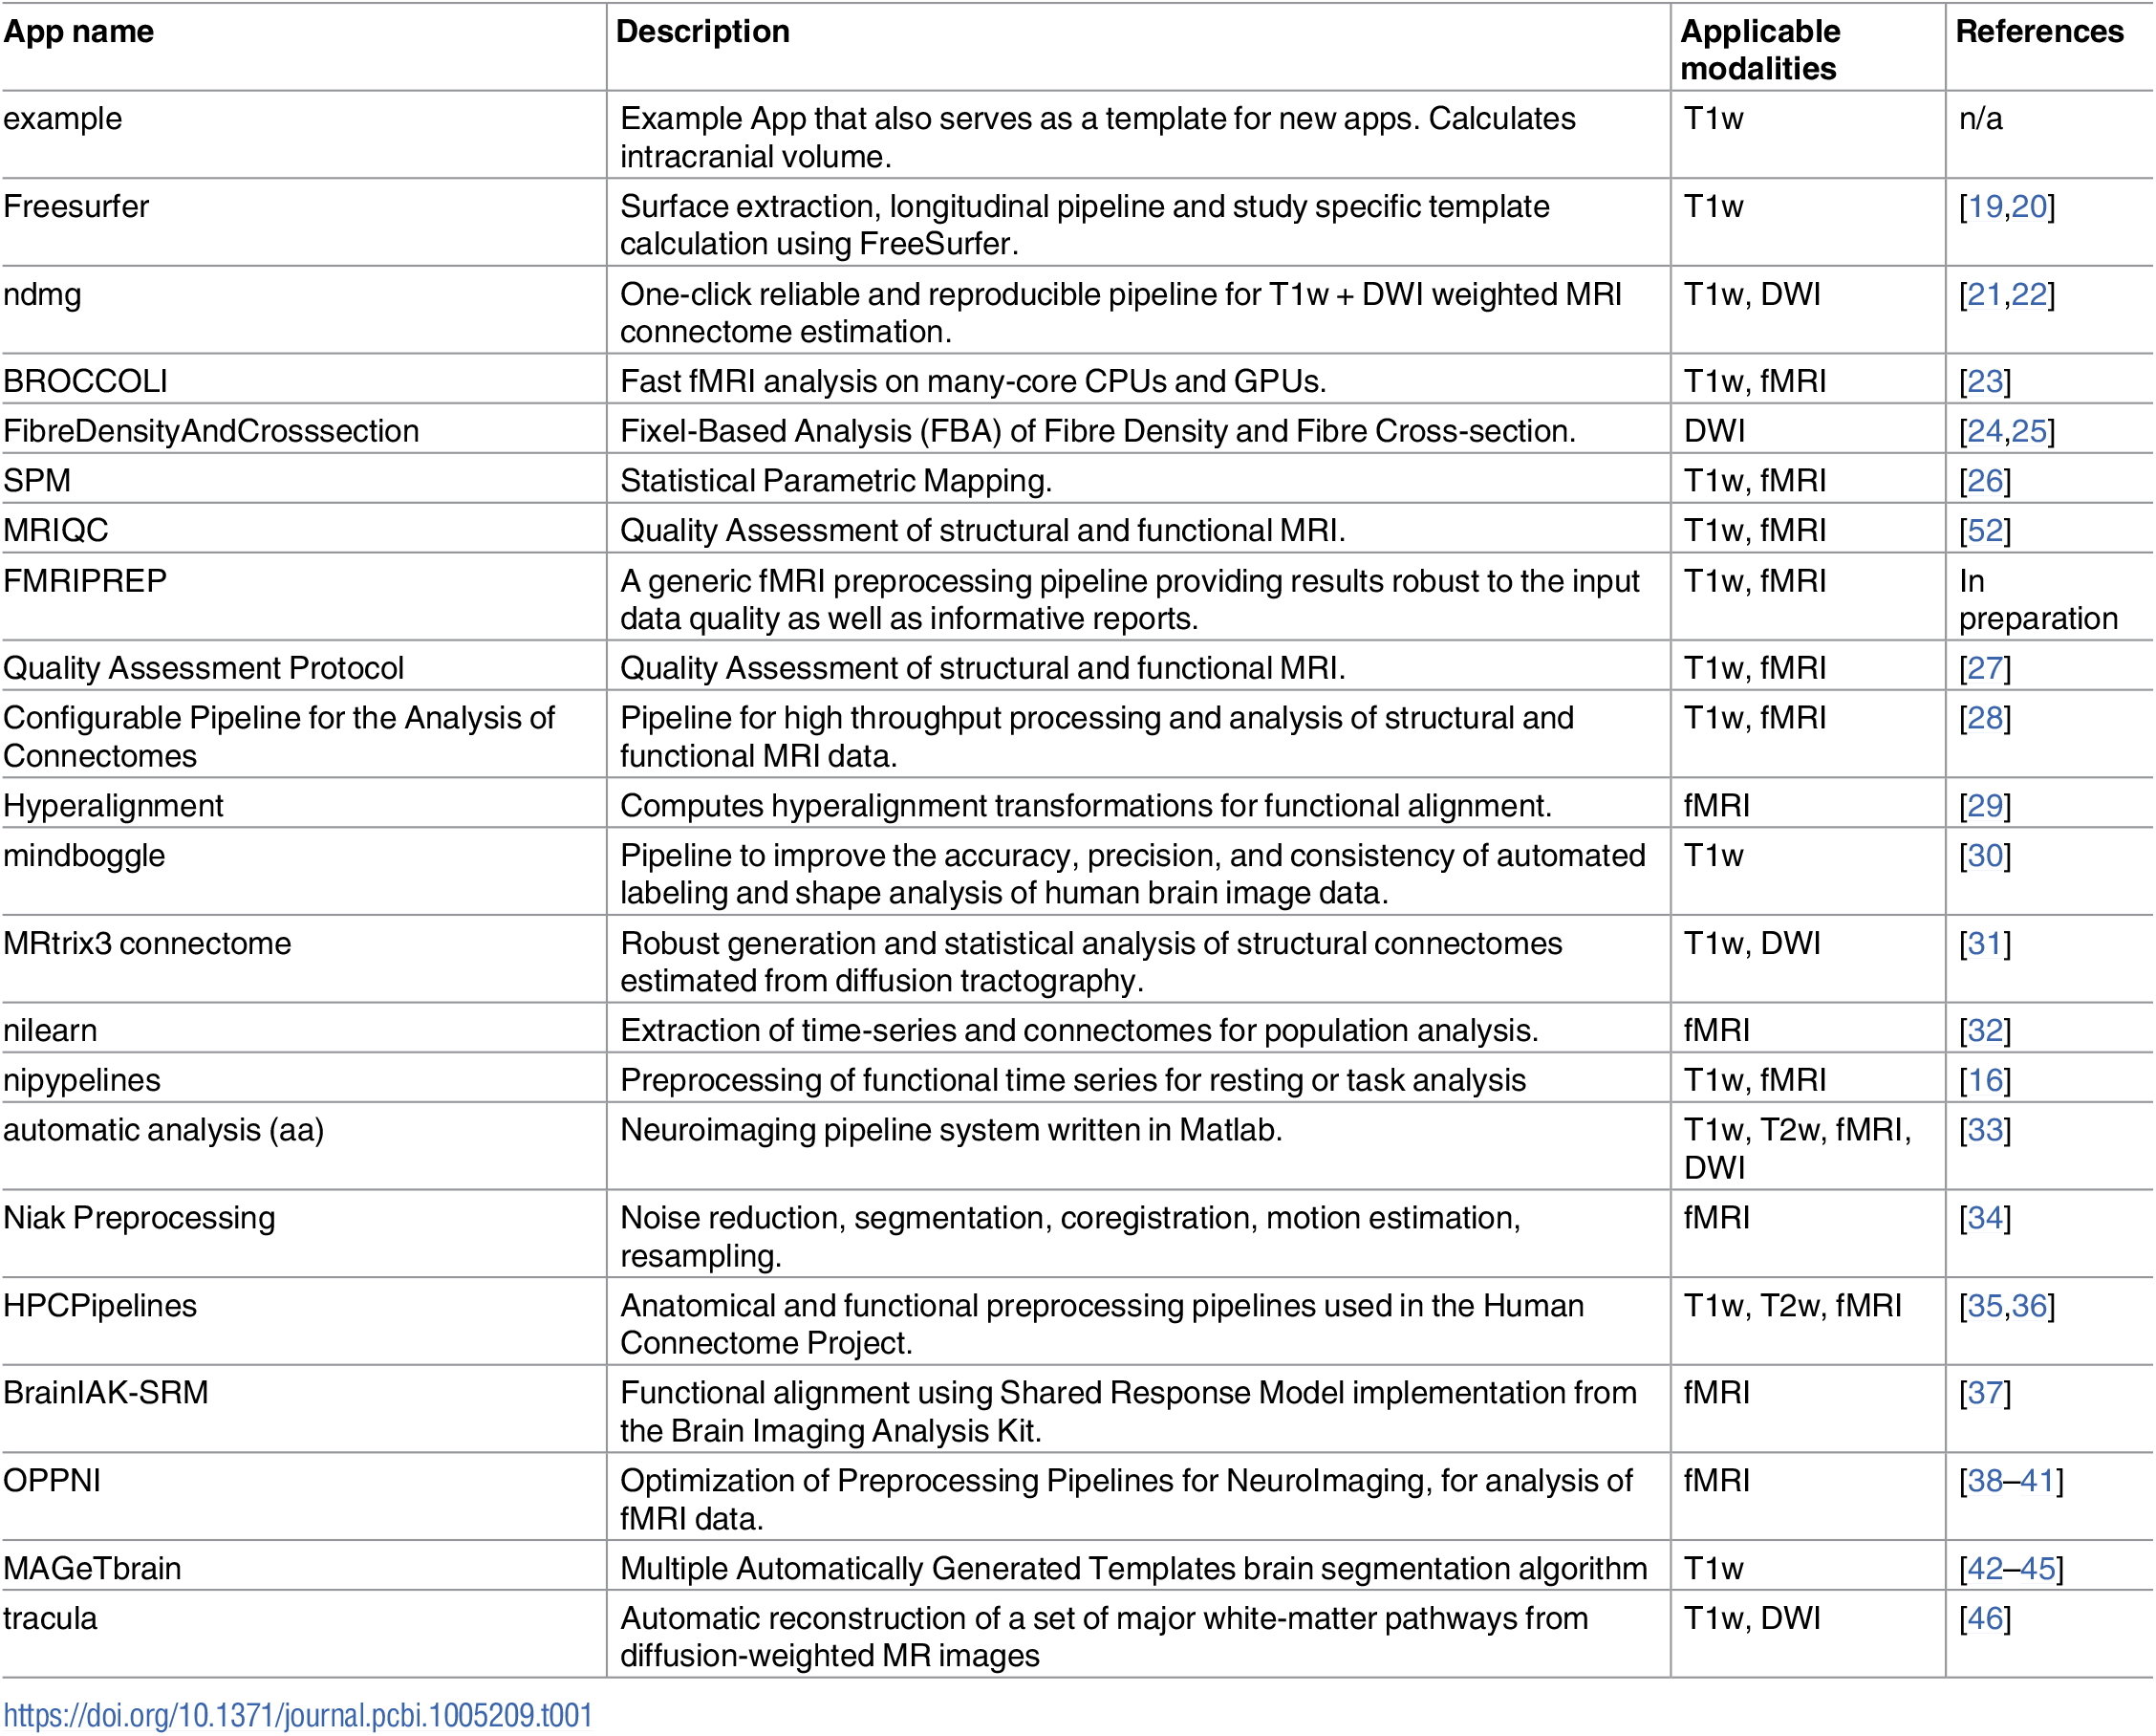 App name Description Applicable modalities References
example Example App that also serves as a template for new apps. Calculates T1w n/a
intracranial volume.
Freesurfer Surface extraction, longitudinal pipeline and study specific template T1w [19,20]
calculation using FreeSurfer.
ndmg One-click reliable and reproducible pipeline for T1w + DWI weighted MRI T1w, DWI [21,22]
connectome estimation.
BROCCOLI Fast fMRI analysis on many-core CPUs and GPUs. T1w, fMRI [23]
FibreDensityAndCrosssection Fixel-Based Analysis (FBA) of Fibre Density and Fibre Cross-section. DWI [24,25]
SPM Statistical Parametric Mapping. T1w, fMRI [26]
MRIQC Quality Assessment of structural and functional MRI. T1w, fMRI [52]
FMRIPREP A generic fMRI preprocessing pipeline providing results robust to the input T1w, fMRI In
data quality as well as informative reports. preparation
Quality Assessment Protocol Quality Assessment of structural and functional MRI. T1w, fMRI [27]
Configurable Pipeline for the Analysis of Pipeline for high throughput processing and analysis of structural and T1w, fMRI [28]
Connectomes functional MRI data.
Hyperalignment Computes hyperalignment transformations for functional alignment. fMRI [29]
mindboggle Pipeline to improve the accuracy, precision, and consistency of automated T1w [30]
labeling and shape analysis of human brain image data.
MRtrix3 connectome Robust generation and statistical analysis of structural connectomes T1w, DWI [31]
estimated from diffusion tractography.
nilearn Extraction of time-series and connectomes for population analysis. fMRI [32]
nipypelines Preprocessing of functional time series for resting or task analysis T1w, fMRI [16]
automatic analysis (aa) Neuroimaging pipeline system written in Matlab. T1w, T2w, fMRI, [33]
DWI
Niak Preprocessing Noise reduction, segmentation, coregistration, motion estimation, fMRI [34]
resampling.
HPCPipelines Anatomical and functional preprocessing pipelines used in the Human T1w, T2w, fMRI [35,36]
Connectome Project.
BrainIAK-SRM Functional alignment using Shared Response Model implementation from fMRI [37]
the Brain Imaging Analysis Kit.
OPPNI Optimization of Preprocessing Pipelines for NeuroImaging, for analysis of fMRI [38–41]
fMRI data.
MAGeTbrain Multiple Automatically Generated Templates brain segmentation algorithm T1w [42–45]
tracula Automatic reconstruction of a set of major white-matter pathways from T1w, DWI [46]
diffusion-weighted MR images
https://doi.org/10.1371/journal.pcbi.1005209.t001